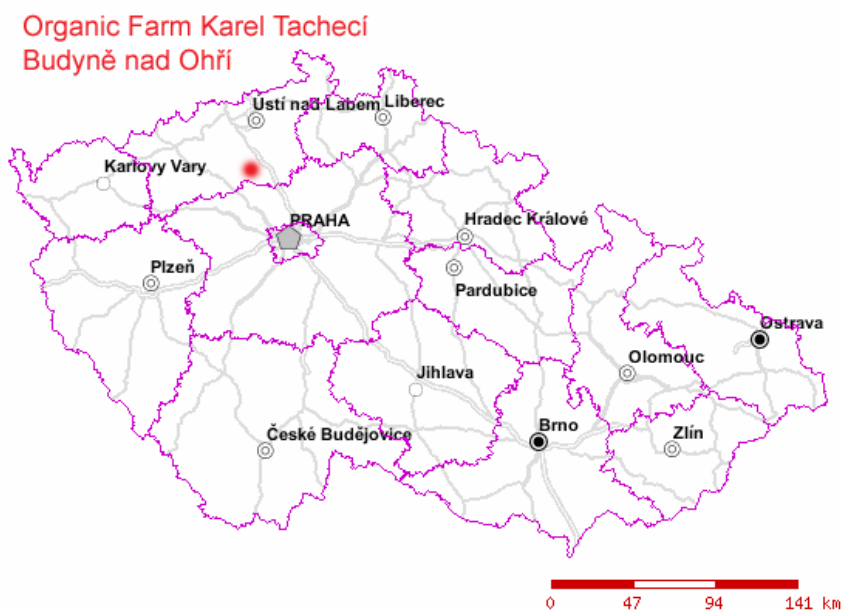 Organic Farm Karel Tachecí
Budyně nad Ohří
Ústí nad Labem
Liberec
Karlovy Vary
PRAHA
Hradec Králové
Plzeň
Pardubice
Ostrava
Olomouc
Jihlava
Brno
Zlín
České Budějovice
0 47 94 141 km